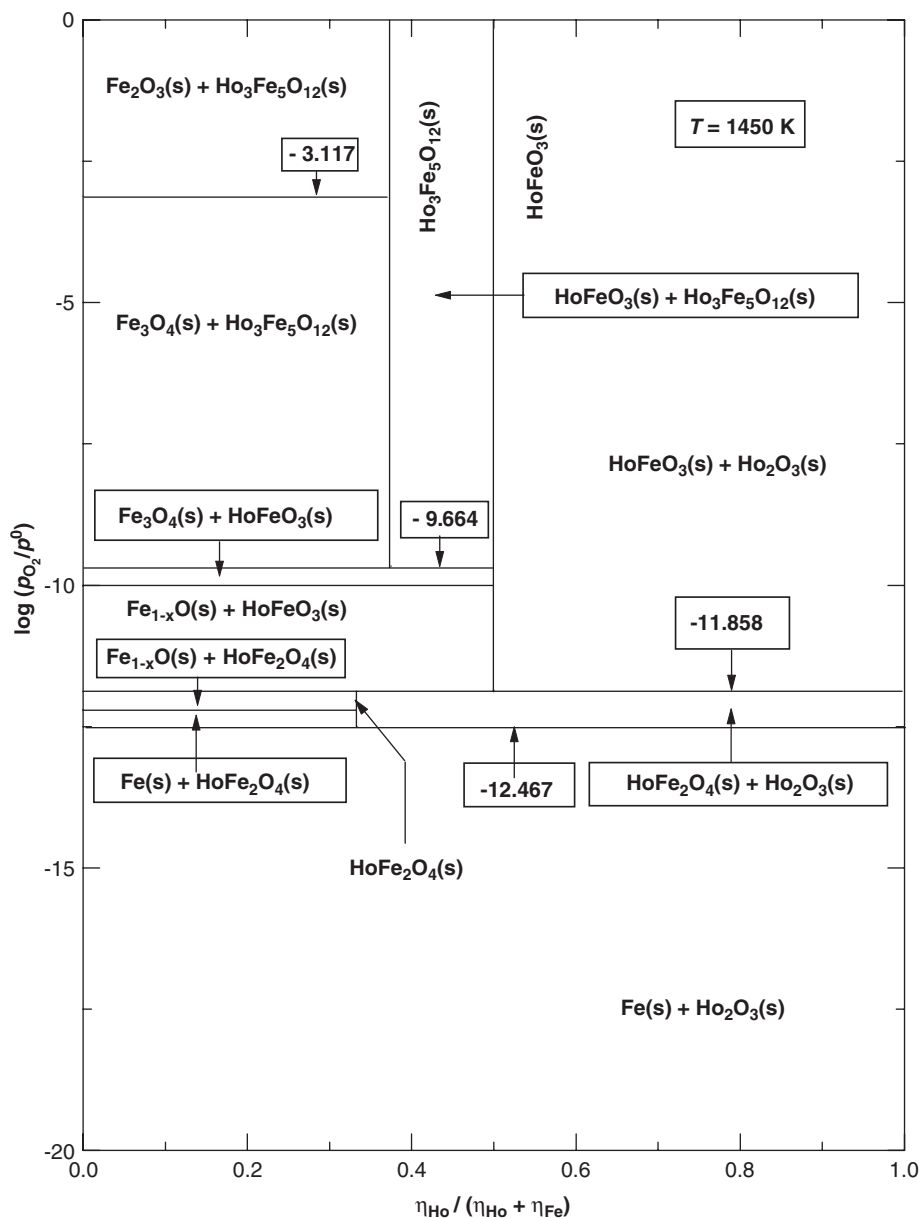 0
Fe₂O₃(s) + Ho₃Fe₅O₁₂(s)
Ho₃Fe₅O₁₂(s)
HoFeO₃(s)
T = 1450 K
- 3.117
-5
HoFeO₃(s) + Ho₃Fe₅O₁₂(s)
Fe₃O₄(s) + Ho₃Fe₅O₁₂(s)
HoFeO₃(s) + Ho₂O₃(s)
Fe₃O₄(s) + HoFeO₃(s)
- 9.664
log (pO₂/p⁰)
-10
Fe₁₋ₓO(s) + HoFeO₃(s)
-11.858
Fe₁₋ₓO(s) + HoFe₂O₄(s)
Fe(s) + HoFe₂O₄(s)
-12.467
HoFe₂O₄(s) + Ho₂O₃(s)
-15
HoFe₂O₄(s)
Fe(s) + Ho₂O₃(s)
-20
0.0 0.2 0.4 0.6 0.8 1.0
ηHo / (ηHo + ηFe)